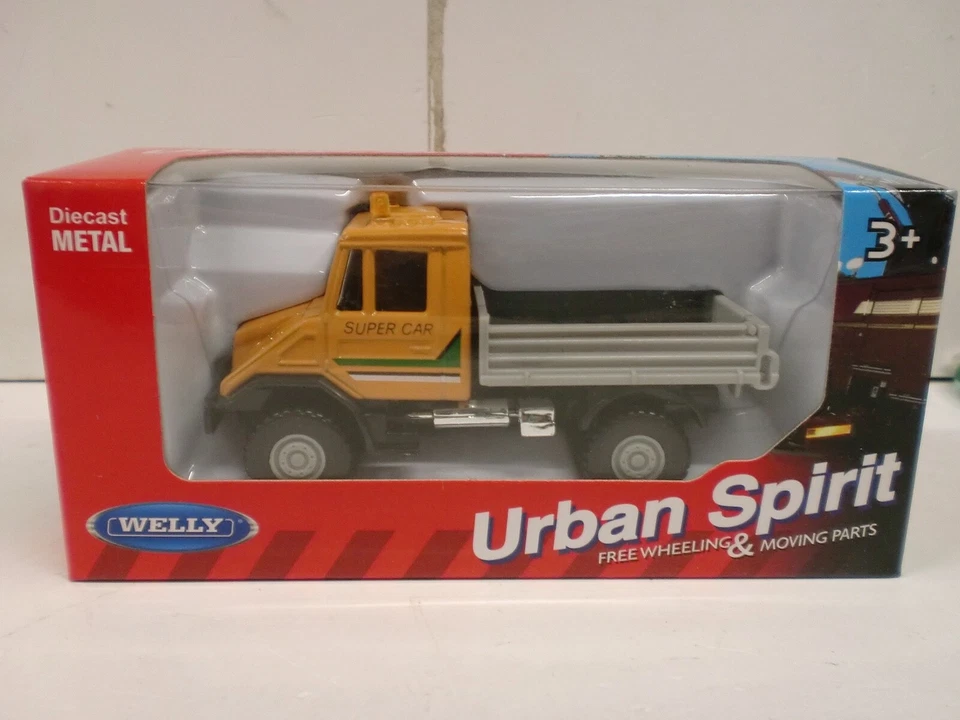 Diecast
METAL
3+
SUPER CAR
WELLY
Urban Spirit
FREE WHEELING & MOVING PARTS